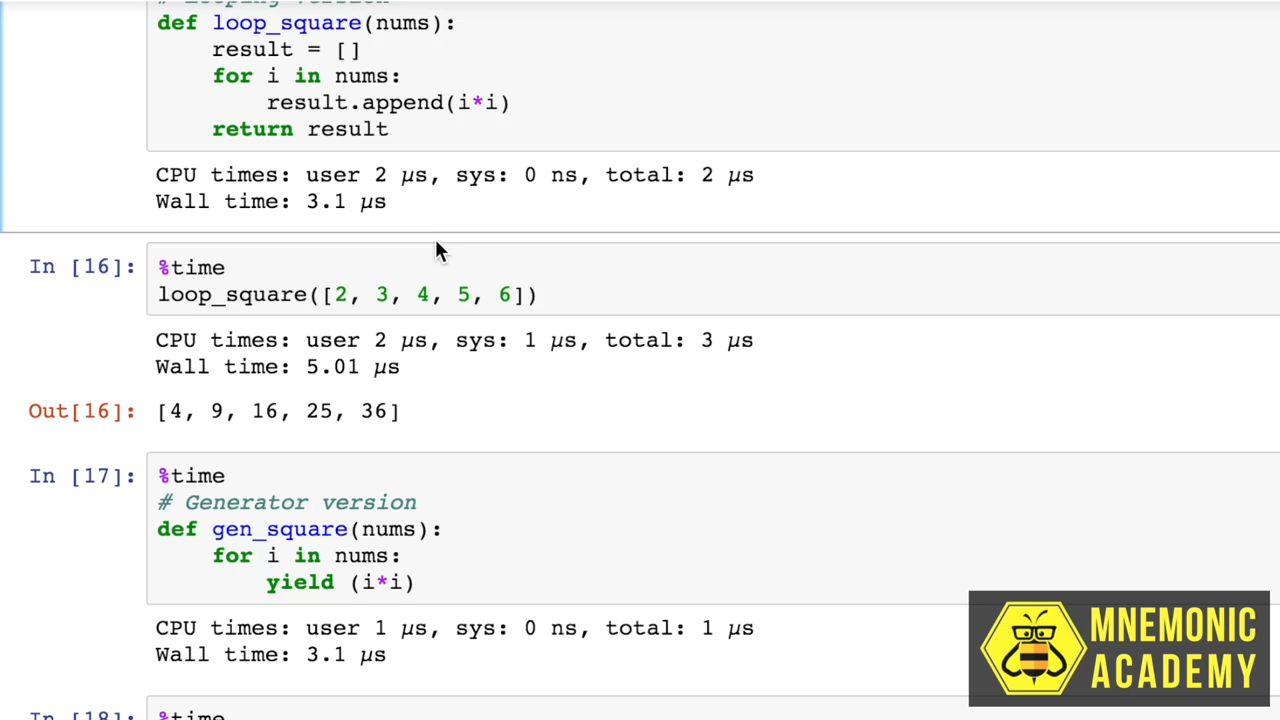 def loop_square(nums):
result = []
for i in nums:
result.append(i*i)
return result
CPU times: user 2 µs, sys: 0 ns, total: 2 µs
Wall time: 3.1 µs
In [16]:
%time
loop_square([2, 3, 4, 5, 6])
CPU times: user 2 µs, sys: 1 µs, total: 3 µs
Wall time: 5.01 µs
Out[16]: [4, 9, 16, 25, 36]
In [17]:
%time
# Generator version
def gen_square(nums):
for i in nums:
yield (i*i)
CPU times: user 1 µs, sys: 0 ns, total: 1 µs
Wall time: 3.1 µs
In [18]:
%time
MNEMONIC
ACADEMY